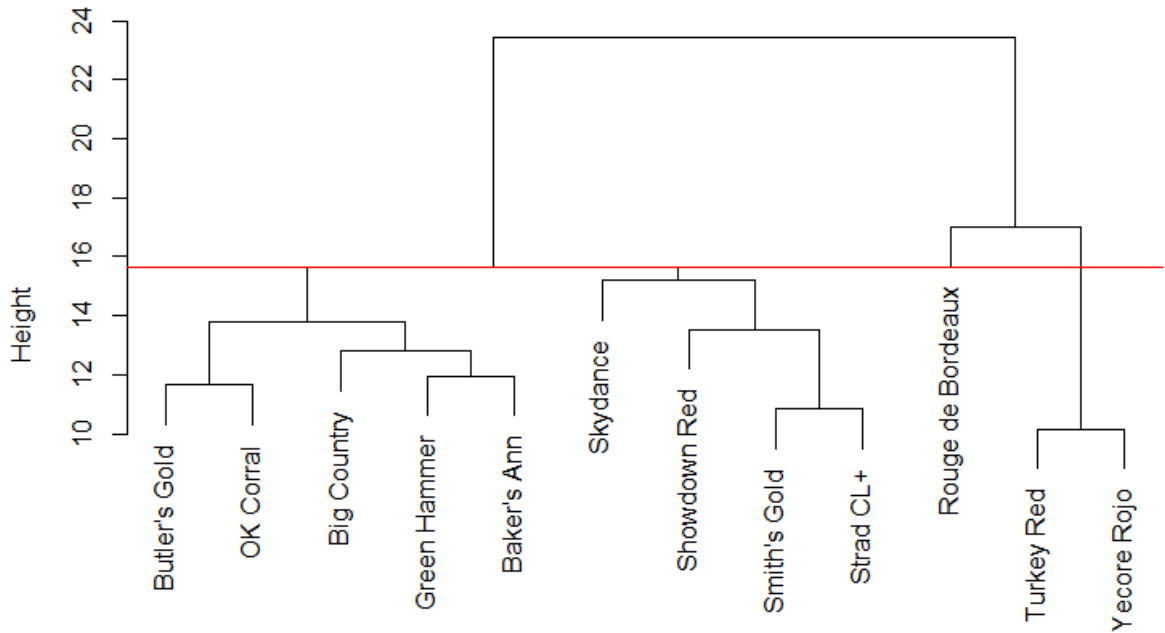 24
22
20
18
16
14
12
10
Height
Butler's Gold
OK Corral
Big Country
Green Hammer
Baker's Ann
Skydance
Showdown Red
Smith's Gold
Strad CL+
Rouge de Bordeaux
Turkey Red
Yecore Rojo